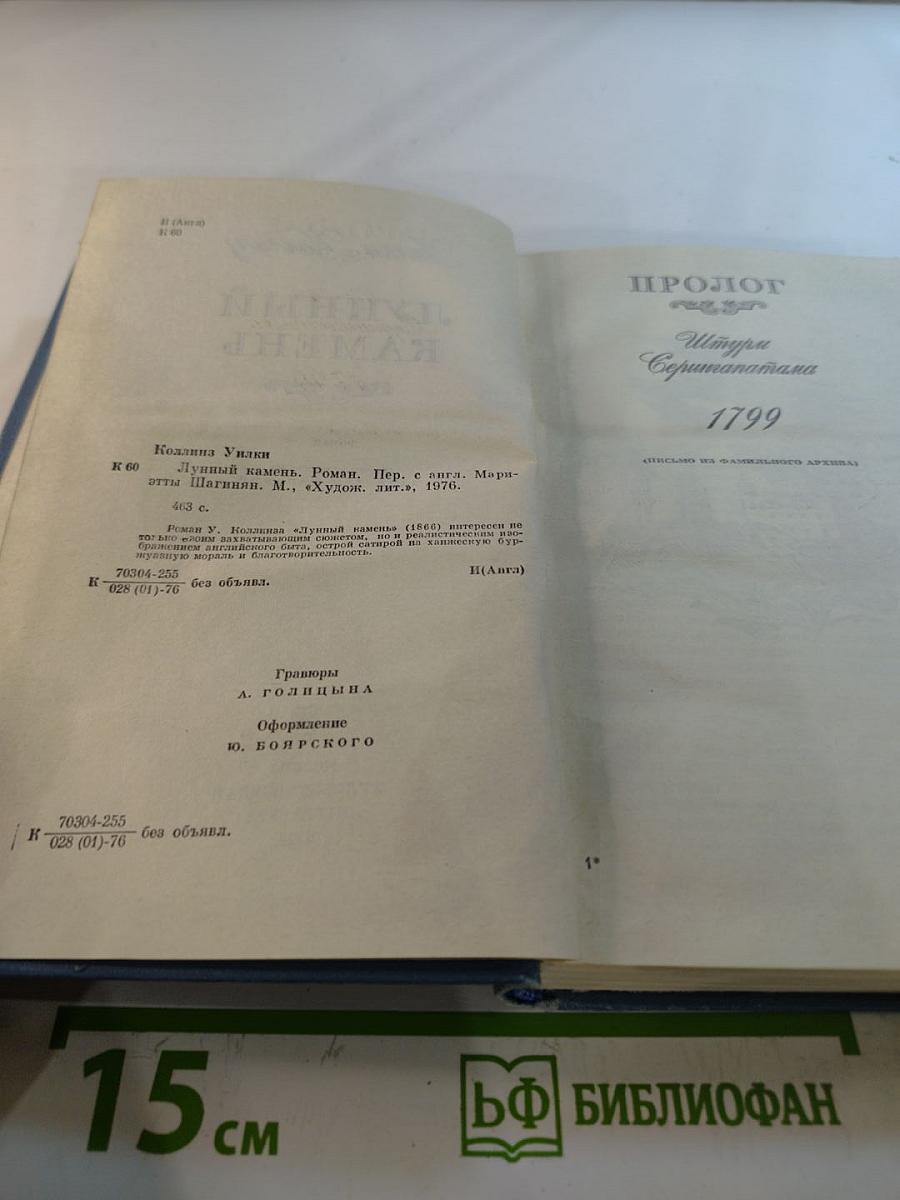 И (Англ)
К 60
Коллинз Уилки
К 60 Лунный камень. Роман. Пер. с англ. Мари-
этты Шагинян. М., «Худож. лит.», 1976.
463 с.
Роман У. Коллинза «Лунный камень» (1866) интересен не
только своим захватывающим сюжетом, но и реалистическим изо-
бражением английского быта, острой сатирой на ханжескую бур-
жуазную мораль и благотворительность.
К 70304-255
028 (01)-76 без объявл.
И(Англ)
Гравюры
А. ГОЛИЦЫНА
Оформление
Ю. БОЯРСКОГО
К 70304-255
028 (01)-76 без объявл.
ПРОЛОГ
Штурм
Серингапатама
1799
(ПИСЬМО ИЗ ФАМИЛЬНОГО АРХИВА)
1*
15 см
БФ БИБЛИОФАН